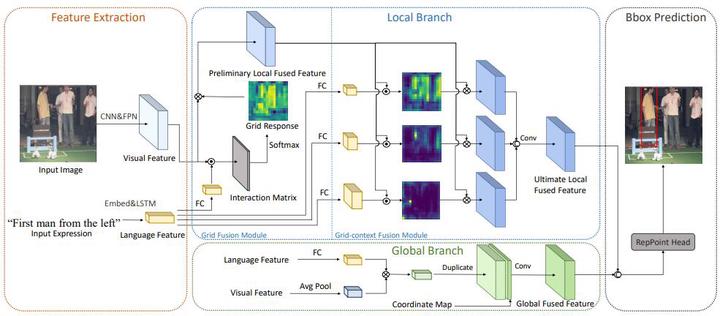 Feature Extraction
Local Branch
Bbox Prediction
Preliminary Local Fused Feature
CNN&FPN
Grid Response
FC
Softmax
Visual Feature
Input Image
FC
Conv
Ultimate Local
Fused Feature
Interaction Matrix
Embed&LSTM
FC
FC
"First man from the left"
Input Expression
Language Feature
Grid Fusion Module
Grid-context Fusion Module
Global Branch
RepPoint Head
Language Feature
FC
Duplicate
Conv
Visual Feature
Avg Pool
Coordinate Map
Global Fused Feature